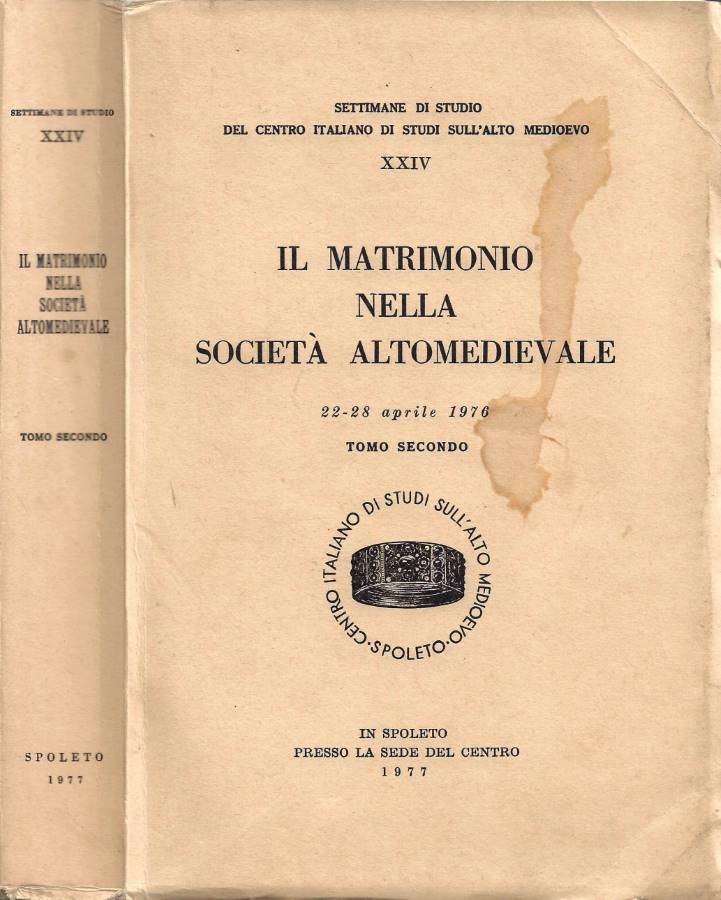 SETTIMANE DI STUDIO
XXIV
IL MATRIMONIO
NELLA
SOCIETÀ
ALTOMEDIEVALE
TOMO SECONDO
SPOLETO
1977
SETTIMANE DI STUDIO
DEL CENTRO ITALIANO DI STUDI SULL'ALTO MEDIOEVO
XXIV
IL MATRIMONIO
NELLA
SOCIETÀ ALTOMEDIEVALE
22-28 aprile 1976
TOMO SECONDO
CENTRO ITALIANO DI STUDI SULL'ALTO MEDIOEVO·SPOLETO·
IN SPOLETO
PRESSO LA SEDE DEL CENTRO
1977